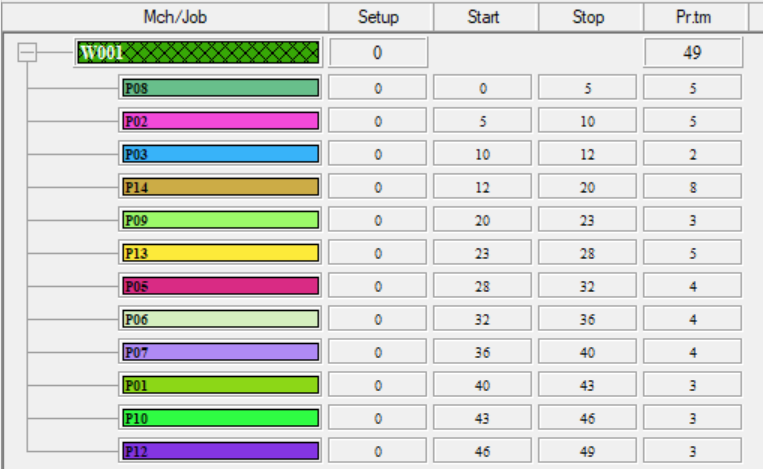 Mch/Job Setup Start Stop Pr.tm
W001 0 49
P08 0 0 5 5
P02 0 5 10 5
P03 0 10 12 2
P14 0 12 20 8
P09 0 20 23 3
P13 0 23 28 5
P05 0 28 32 4
P06 0 32 36 4
P07 0 36 40 4
P01 0 40 43 3
P10 0 43 46 3
P12 0 46 49 3